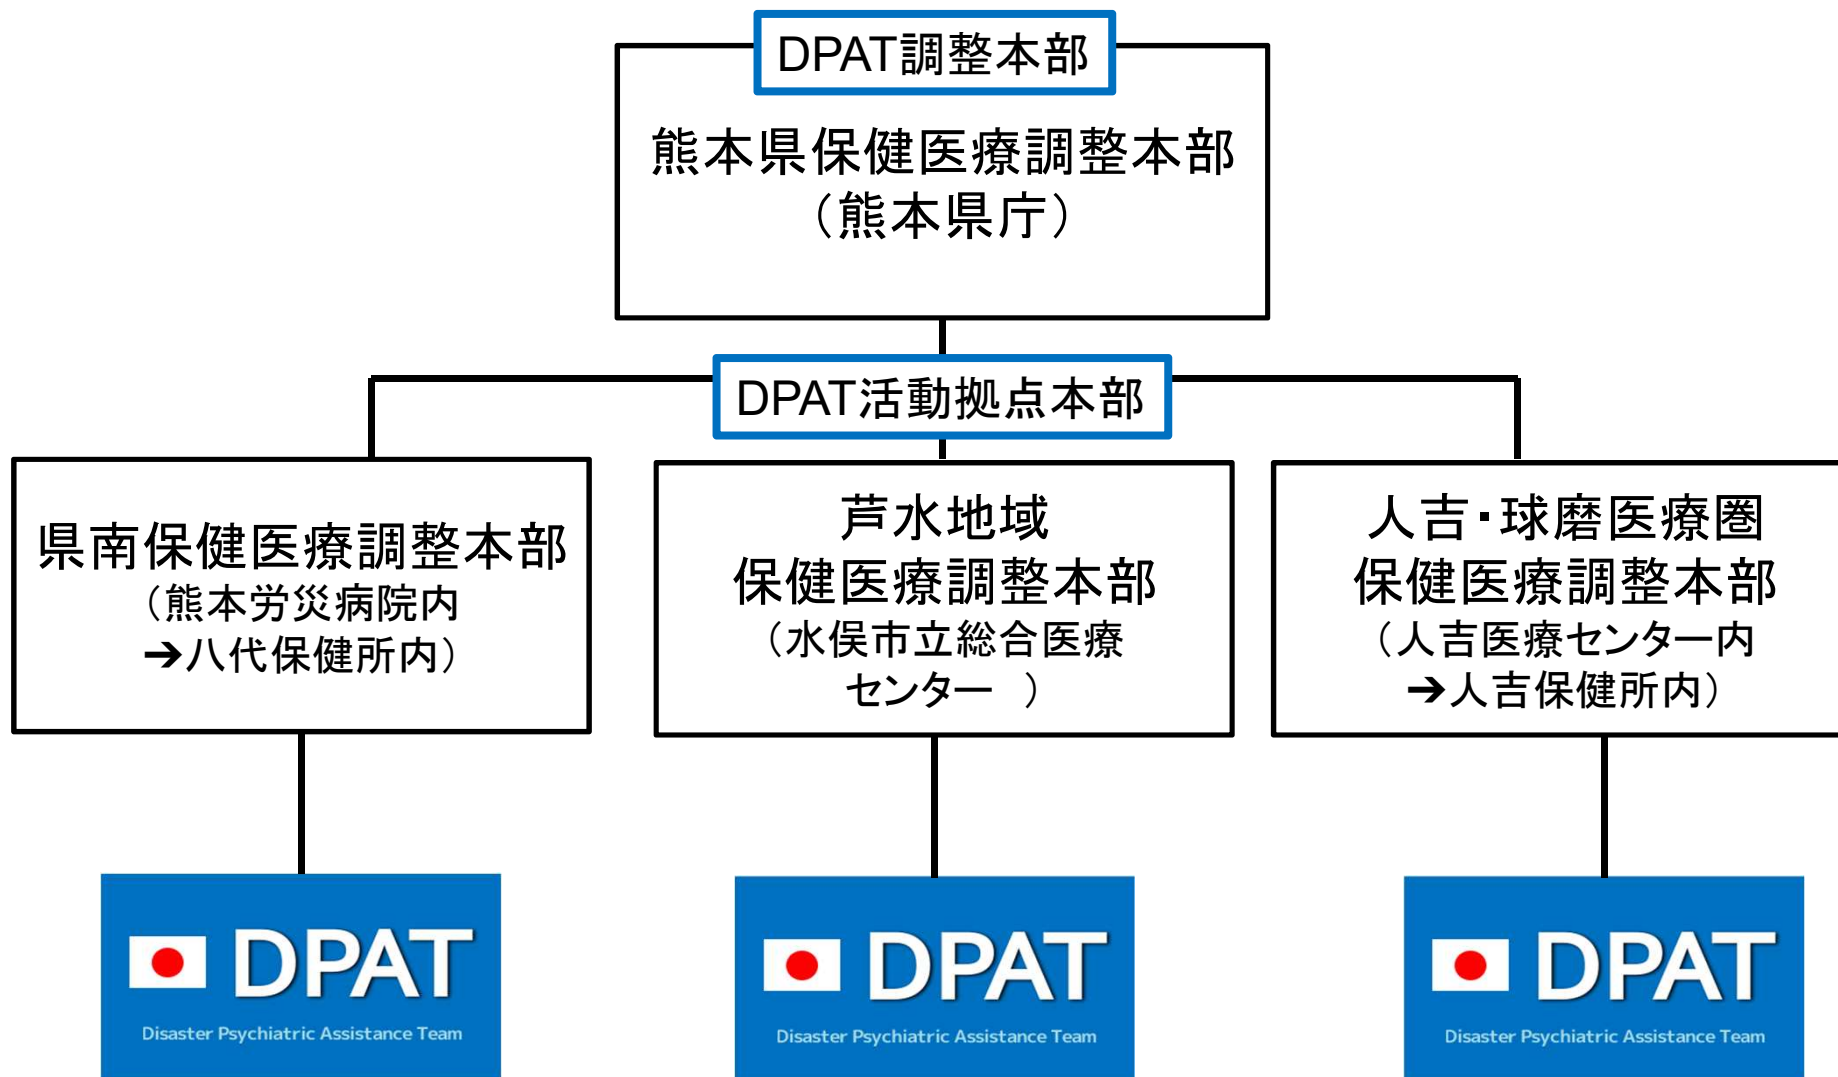 DPAT調整本部
熊本県保健医療調整本部
（熊本県庁）
DPAT活動拠点本部
県南保健医療調整本部
（熊本労災病院内
➔八代保健所内）
芦水地域
保健医療調整本部
（水俣市立総合医療
センター　）
人吉・球磨医療圏
保健医療調整本部
（人吉医療センター内
➔人吉保健所内）
DPAT
Disaster Psychiatric Assistance Team
DPAT
Disaster Psychiatric Assistance Team
DPAT
Disaster Psychiatric Assistance Team